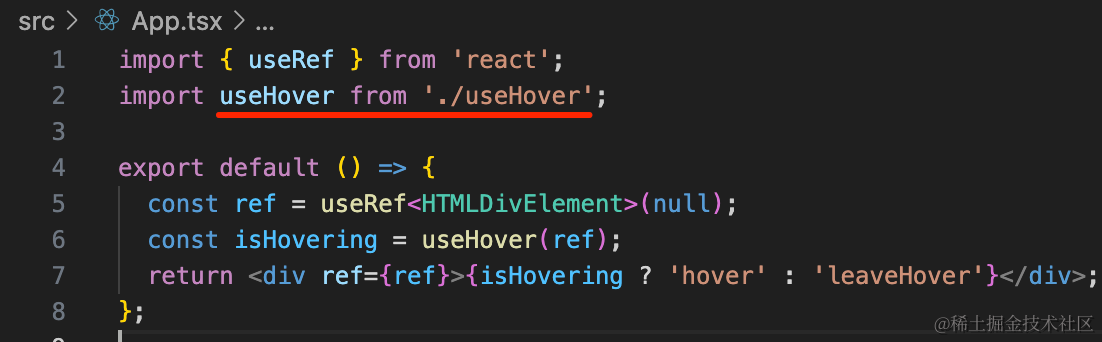 src > App.tsx > ...
1 import { useRef } from 'react';
2 import useHover from './useHover';
3
4 export default () => {
5 const ref = useRef<HTMLDivElement>(null);
6 const isHovering = useHover(ref);
7 return <div ref={ref}>{isHovering ? 'hover' : 'leaveHover'}</div>;
8 };
@稀土掘金技术社区